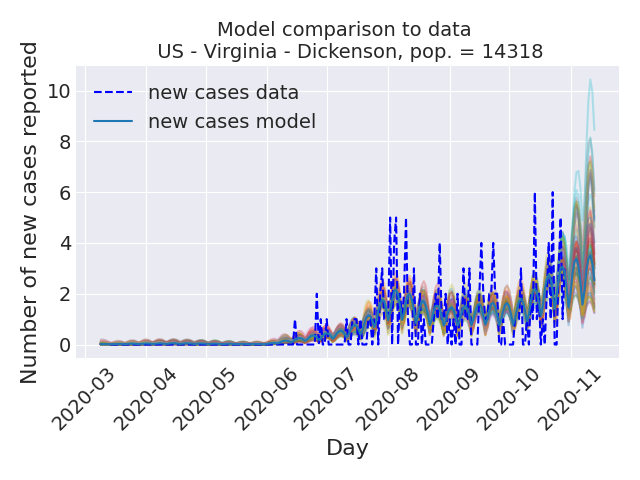 Model comparison to data
US - Virginia - Dickenson, pop. = 14318
Number of new cases reported
10
8
6
4
2
0
new cases data
new cases model
2020-03
2020-04
2020-05
2020-06
2020-07
2020-08
2020-09
2020-10
2020-11
Day